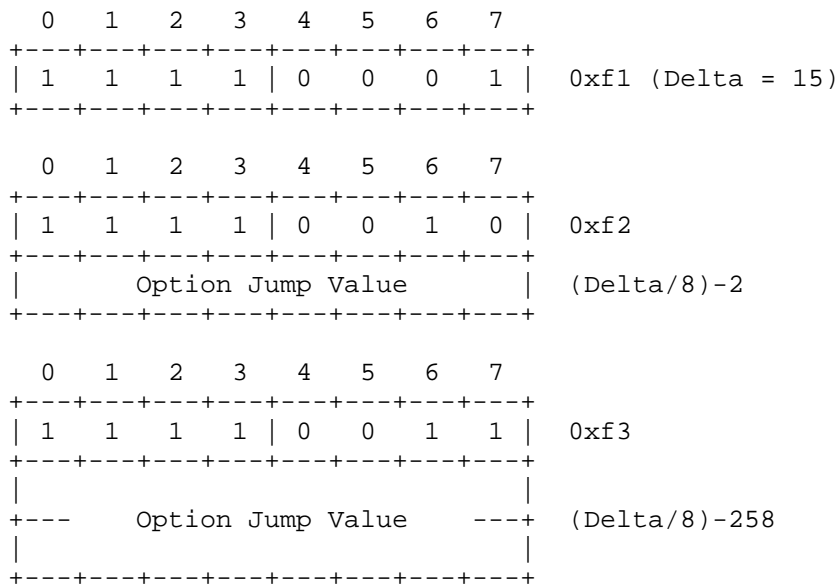 0   1   2   3   4   5   6   7
+---+---+---+---+---+---+---+---+
| 1   1   1   1 | 0   0   0   1 |  0xf1 (Delta = 15)
+---+---+---+---+---+---+---+---+
  0   1   2   3   4   5   6   7
+---+---+---+---+---+---+---+---+
| 1   1   1   1 | 0   0   1   0 |  0xf2
+---+---+---+---+---+---+---+---+
|       Option Jump Value       |  (Delta/8)-2
+---+---+---+---+---+---+---+---+
  0   1   2   3   4   5   6   7
+---+---+---+---+---+---+---+---+
| 1   1   1   1 | 0   0   1   1 |  0xf3
+---+---+---+---+---+---+---+---+
|                               |
+---    Option Jump Value    ---+  (Delta/8)-258
|                               |
+---+---+---+---+---+---+---+---+